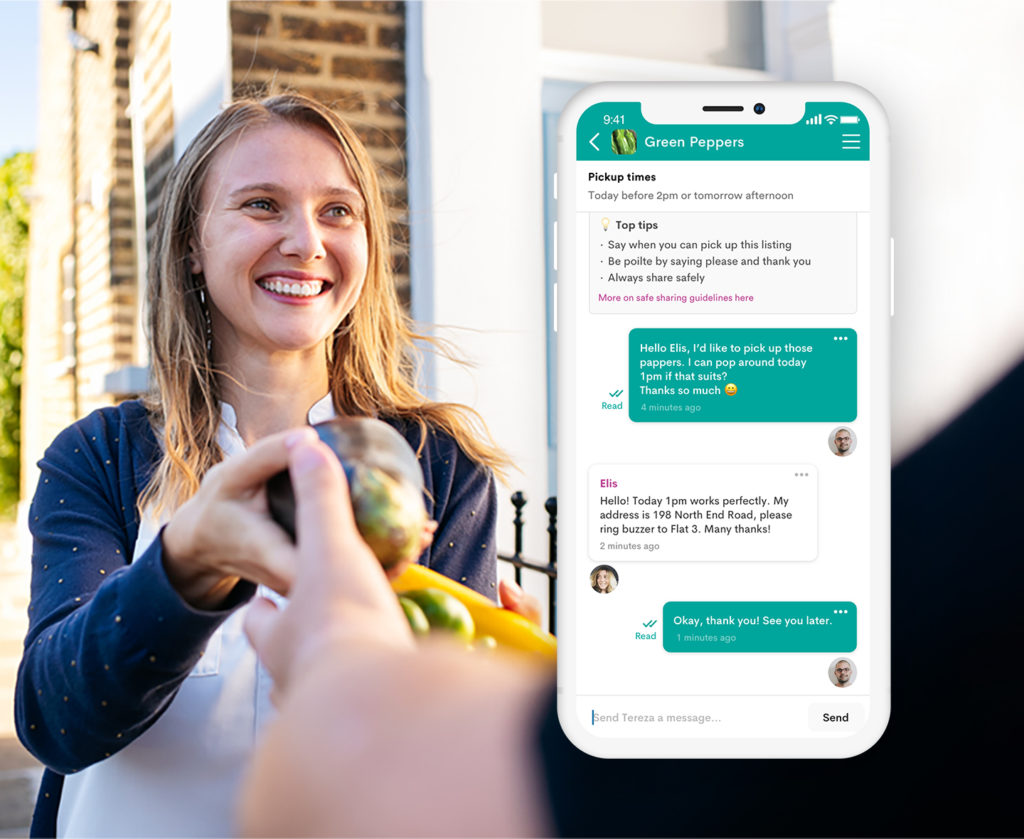 9:41
Green Peppers
Pickup times
Today before 2pm or tomorrow afternoon
Top tips
· Say when you can pick up this listing
· Be poilte by saying please and thank you
· Always share safely
More on safe sharing guidelines here
Hello Elis, I'd like to pick up those
pappers. I can pop around today
1pm if that suits?
Thanks so much 😄
4 minutes ago
Read
Elis
Hello! Today 1pm works perfectly. My
address is 198 North End Road, please
ring buzzer to Flat 3. Many thanks!
2 minutes ago
Okay, thank you! See you later.
1 minutes ago
Read
Send Tereza a message...
Send